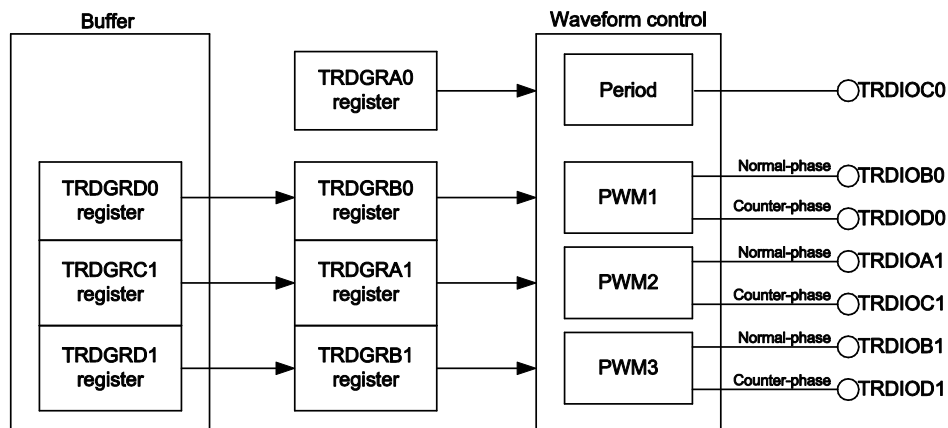 Buffer
Waveform control
TRDGRA0
register
Period
TRDIOC0
TRDGRD0
register
TRDGRB0
register
PWM1
Normal-phase
TRDIOB0
Counter-phase
TRDIOD0
TRDGRC1
register
TRDGRA1
register
PWM2
Normal-phase
TRDIOA1
Counter-phase
TRDIOC1
TRDGRD1
register
TRDGRB1
register
PWM3
Normal-phase
TRDIOB1
Counter-phase
TRDIOD1